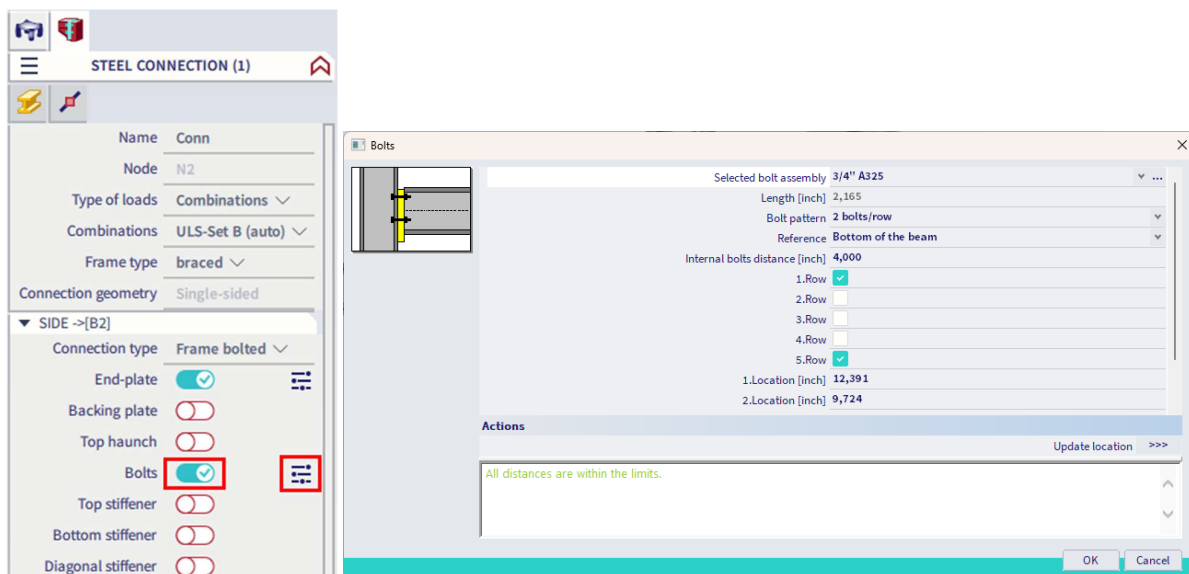 STEEL CONNECTION (1)
Name Conn
Node N2
Type of loads Combinations
Combinations ULS-Set B (auto)
Frame type braced
Connection geometry Single-sided
SIDE ->[B2]
Connection type Frame bolted
End-plate
Backing plate
Top haunch
Bolts
Top stiffener
Bottom stiffener
Diagonal stiffener
Bolts
Selected bolt assembly 3/4" A325 ...
Length [inch] 2,165
Bolt pattern 2 bolts/row
Reference Bottom of the beam
Internal bolts distance [inch] 4,000
1.Row
2.Row
3.Row
4.Row
5.Row
1.Location [inch] 12,391
2.Location [inch] 9,724
Actions
Update location >>>
All distances are within the limits.
OK Cancel